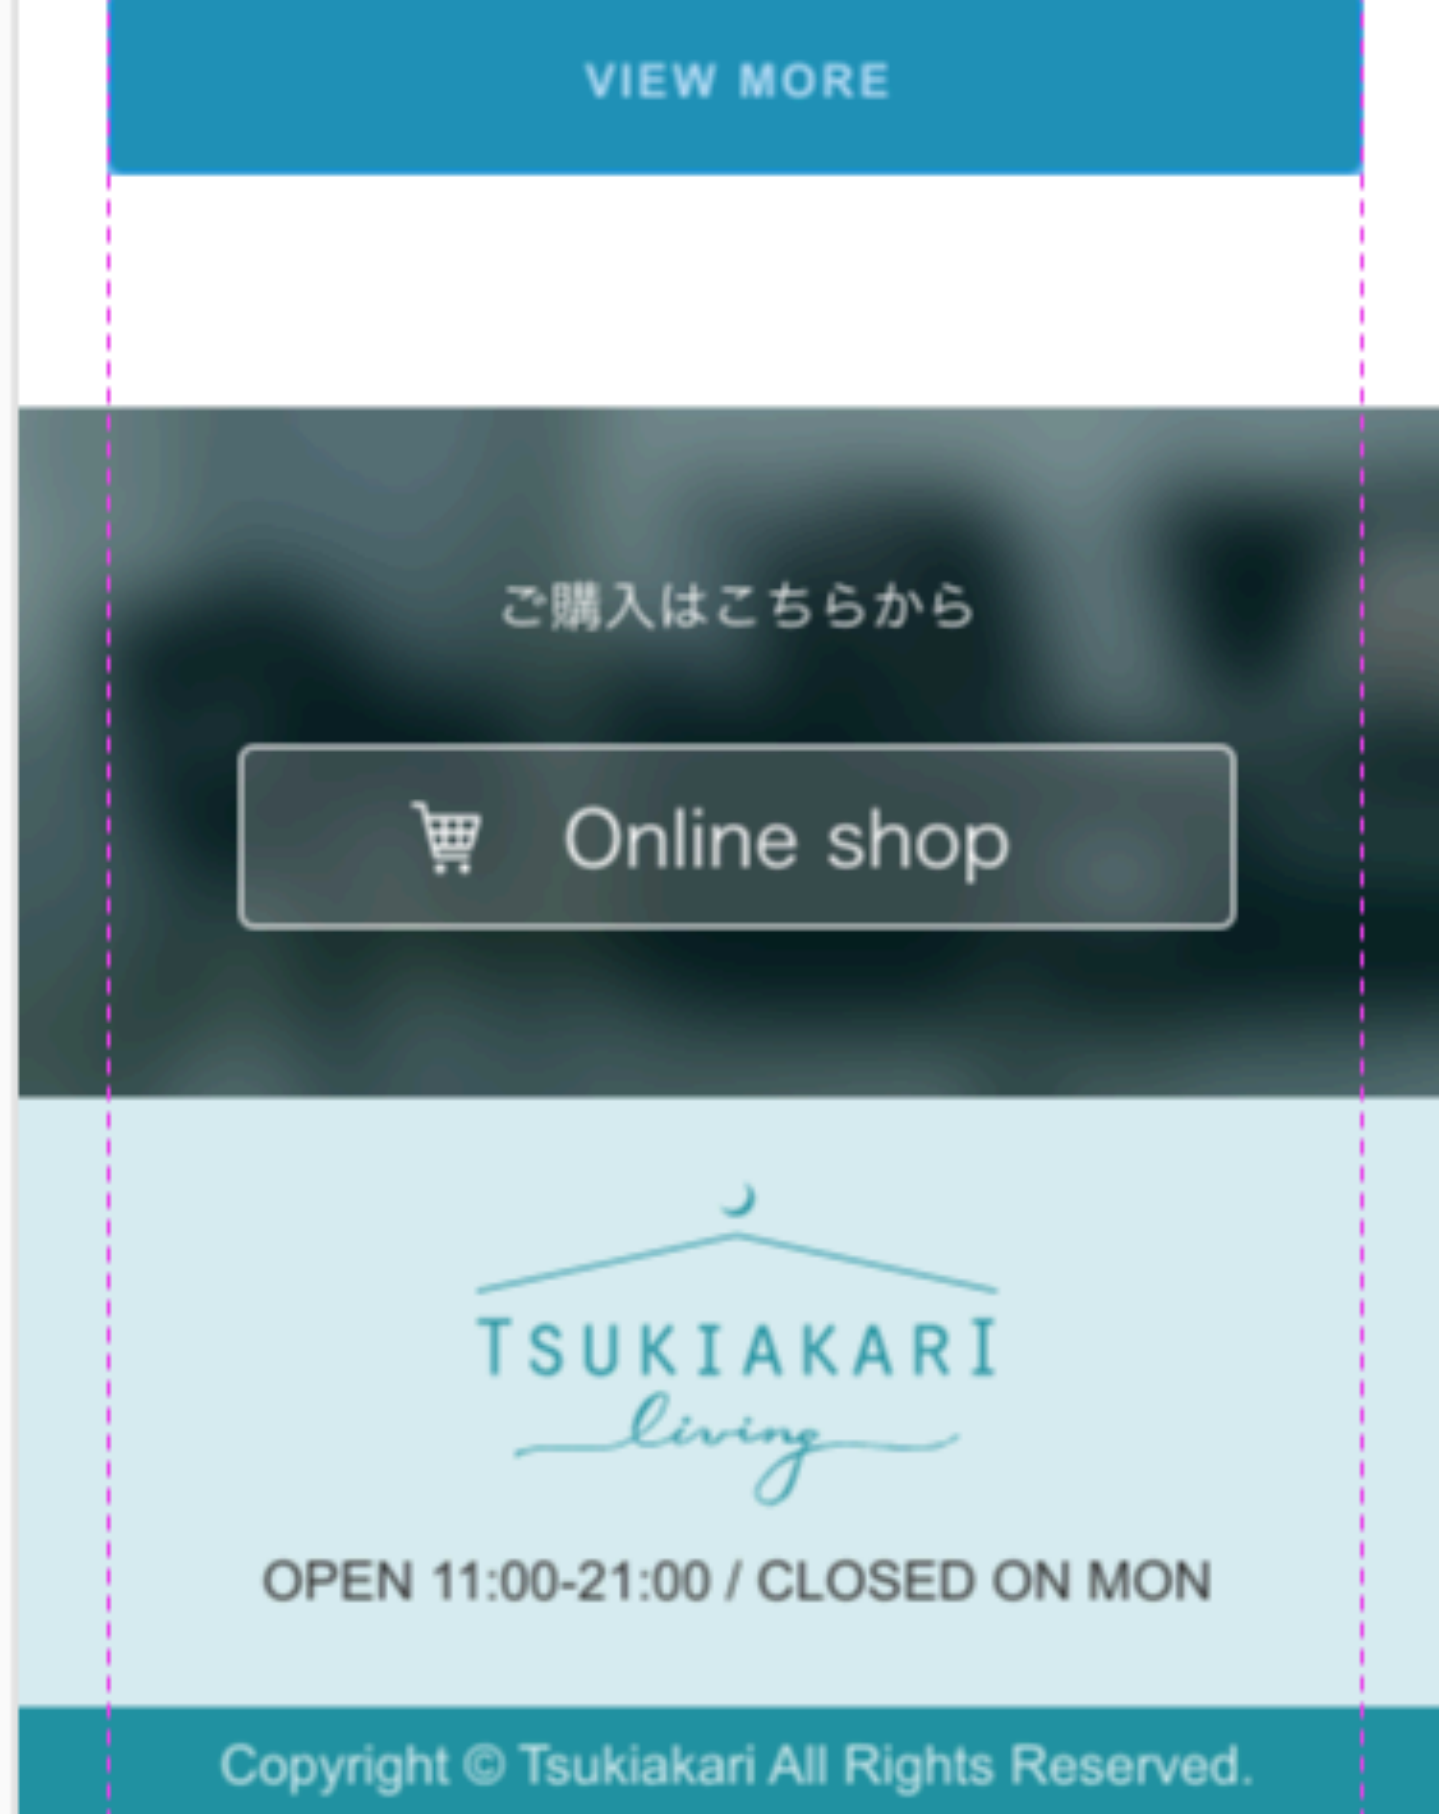 VIEW MORE
ご購入はこちらから
Online shop
TSUKIAKARI
living
OPEN 11:00-21:00 / CLOSED ON MON
Copyright © Tsukiakari All Rights Reserved.